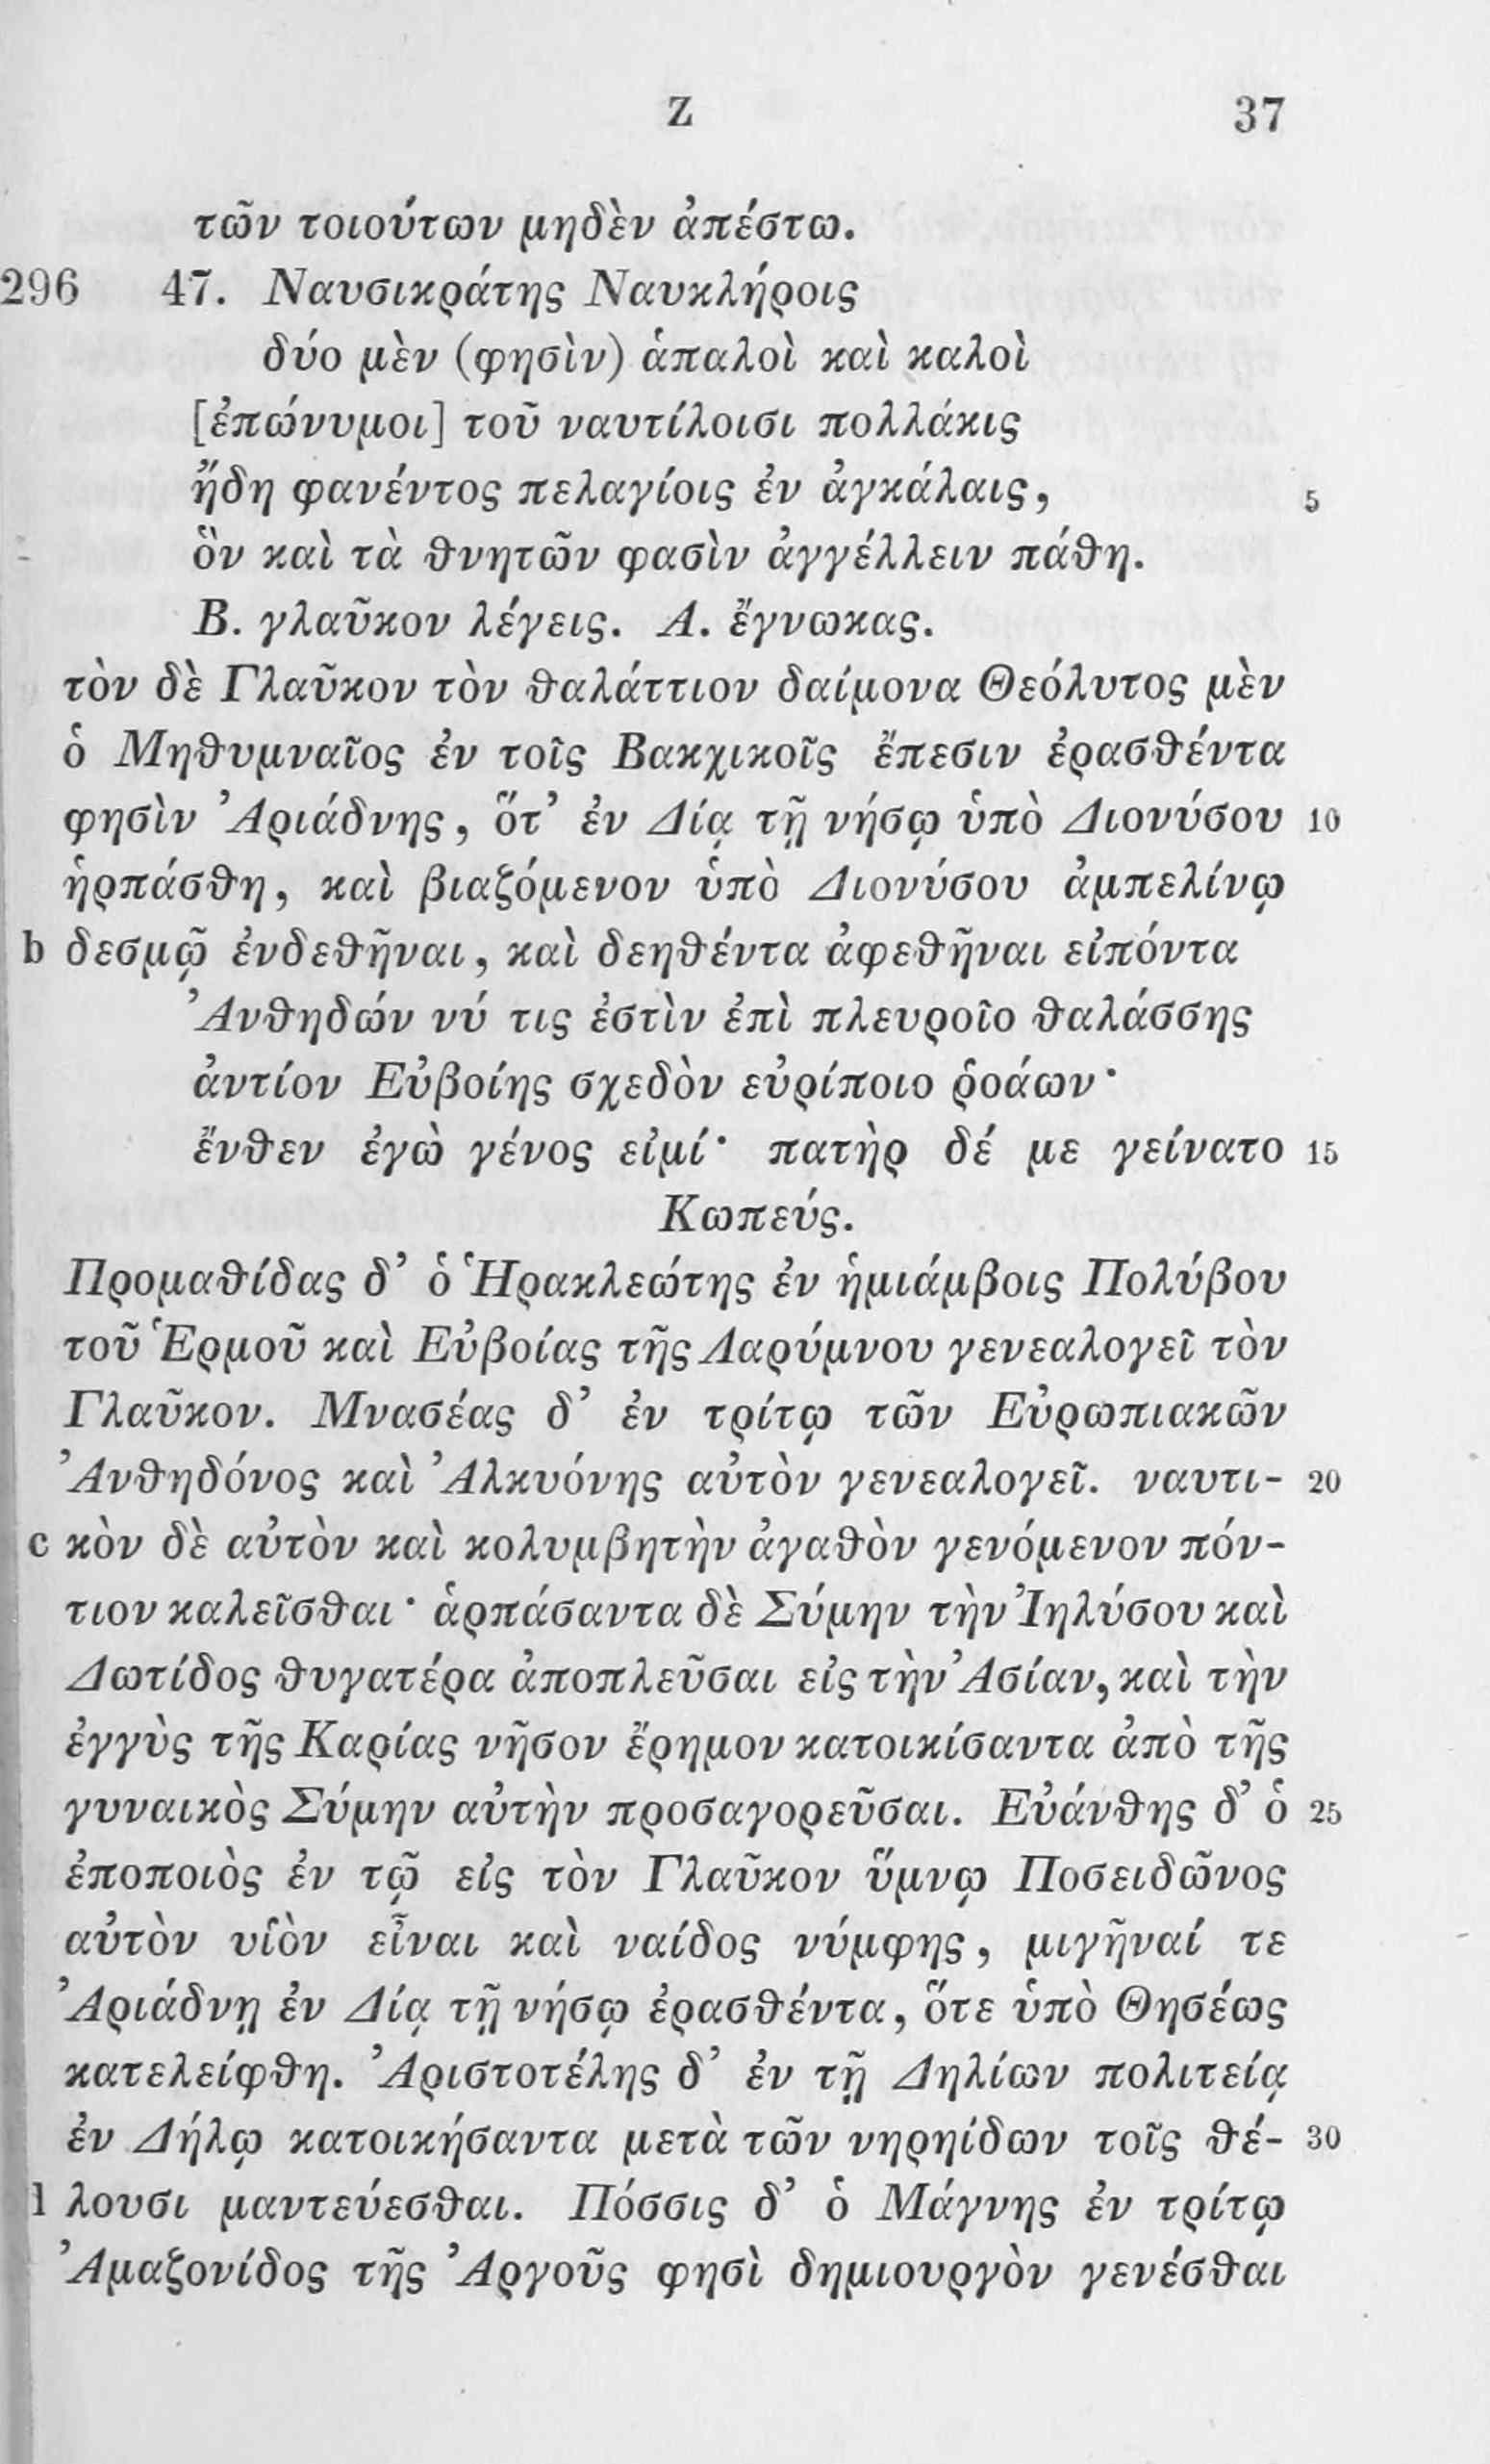 Ζ 37
τῶν τοιούτων μηδὲν ἀπέστω.
296 47. Ναυσικράτης Ναυκλήροις
δύο μὲν (φησὶν) ἁπαλοὶ καὶ καλοὶ
[ἐπώνυμοι] τοῦ ναυτίλοισι πολλάκις
ἤδη φανέντος πελαγίοις ἐν ἀγκάλαις, 5
ὃν καὶ τὰ θνητῶν φασὶν ἀγγέλλειν πάθη.
Β. γλαῦκον λέγεις. Α. ἔγνωκας.
τὸν δὲ Γλαῦκον τὸν θαλάττιον δαίμονα Θεόλυτος μὲν
ὁ Μηθυμναῖος ἐν τοῖς Βακχικοῖς ἔπεσιν ἐρασθέντα
φησὶν Ἀριάδνης, ὅτ’ ἐν Δίᾳ τῇ νήσῳ ὑπὸ Διονύσου 10
ἡρπάσθη, καὶ βιαζόμενον ὑπὸ Διονύσου ἀμπελίνῳ
b δεσμῷ ἐνδεθῆναι, καὶ δεηθέντα ἀφεθῆναι εἰπόντα
Ἀνθηδών νύ τις ἐστὶν ἐπὶ πλευροῖο θαλάσσης
ἀντίον Εὐβοίης σχεδὸν εὐρίποιο ῥοάων·
ἔνθεν ἐγὼ γένος εἰμί· πατὴρ δέ με γείνατο 15
Κωπεύς.
Προμαθίδας δ’ ὁ Ἡρακλεώτης ἐν ἡμιάμβοις Πολύβου
τοῦ Ἑρμοῦ καὶ Εὐβοίας τῆς Λαρύμνου γενεαλογεῖ τὸν
Γλαῦκον. Μνασέας δ’ ἐν τρίτῳ τῶν Εὐρωπιακῶν
Ἀνθηδόνος καὶ Ἀλκυόνης αὐτὸν γενεαλογεῖ. ναυτι- 20
c κὸν δὲ αὐτὸν καὶ κολυμβητὴν ἀγαθὸν γενόμενον πόν-
τιον καλεῖσθαι· ἁρπάσαντα δὲ Σύμην τὴν Ἰηλύσου καὶ
Δωτίδος θυγατέρα ἀποπλεῦσαι εἰς τὴν Ἀσίαν, καὶ τὴν
ἐγγὺς τῆς Καρίας νῆσον ἔρημον κατοικίσαντα ἀπὸ τῆς
γυναικὸς Σύμην αὐτὴν προσαγορεῦσαι. Εὐάνθης δ’ ὁ 25
ἐποποιὸς ἐν τῷ εἰς τὸν Γλαῦκον ὕμνῳ Ποσειδῶνος
αὐτὸν υἱὸν εἶναι καὶ ναίδος νύμφης, μιγῆναί τε
Ἀριάδνῃ ἐν Δίᾳ τῇ νήσῳ ἐρασθέντα, ὅτε ὑπὸ Θησέως
κατελείφθη. Ἀριστοτέλης δ’ ἐν τῇ Δηλίων πολιτείᾳ
ἐν Δήλῳ κατοικήσαντα μετὰ τῶν νηρηίδων τοῖς θέ- 30
λουσι μαντεύεσθαι. Πόσσις δ’ ὁ Μάγνης ἐν τρίτῳ
Ἀμαζονίδος τῆς Ἀργοῦς φησὶ δημιουργὸν γενέσθαι